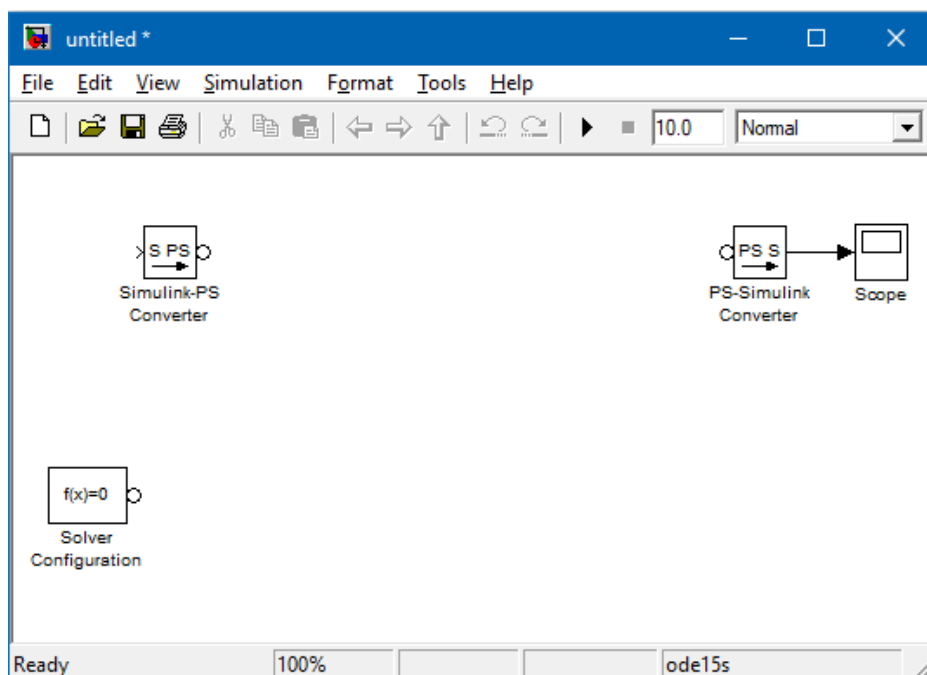 untitled *
File Edit View Simulation Format Tools Help
10.0 Normal
S PS
Simulink-PS
Converter
PS S
PS-Simulink
Converter
Scope
f(x)=0
Solver
Configuration
Ready 100% ode15s